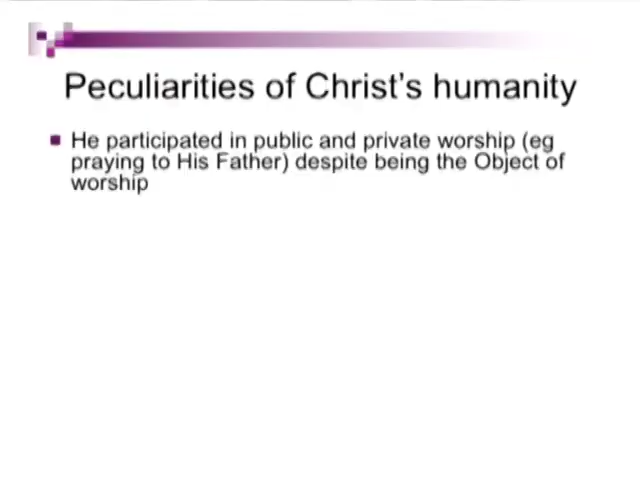 Peculiarities of Christ's humanity
He participated in public and private worship (eg
praying to His Father) despite being the Object of
worship